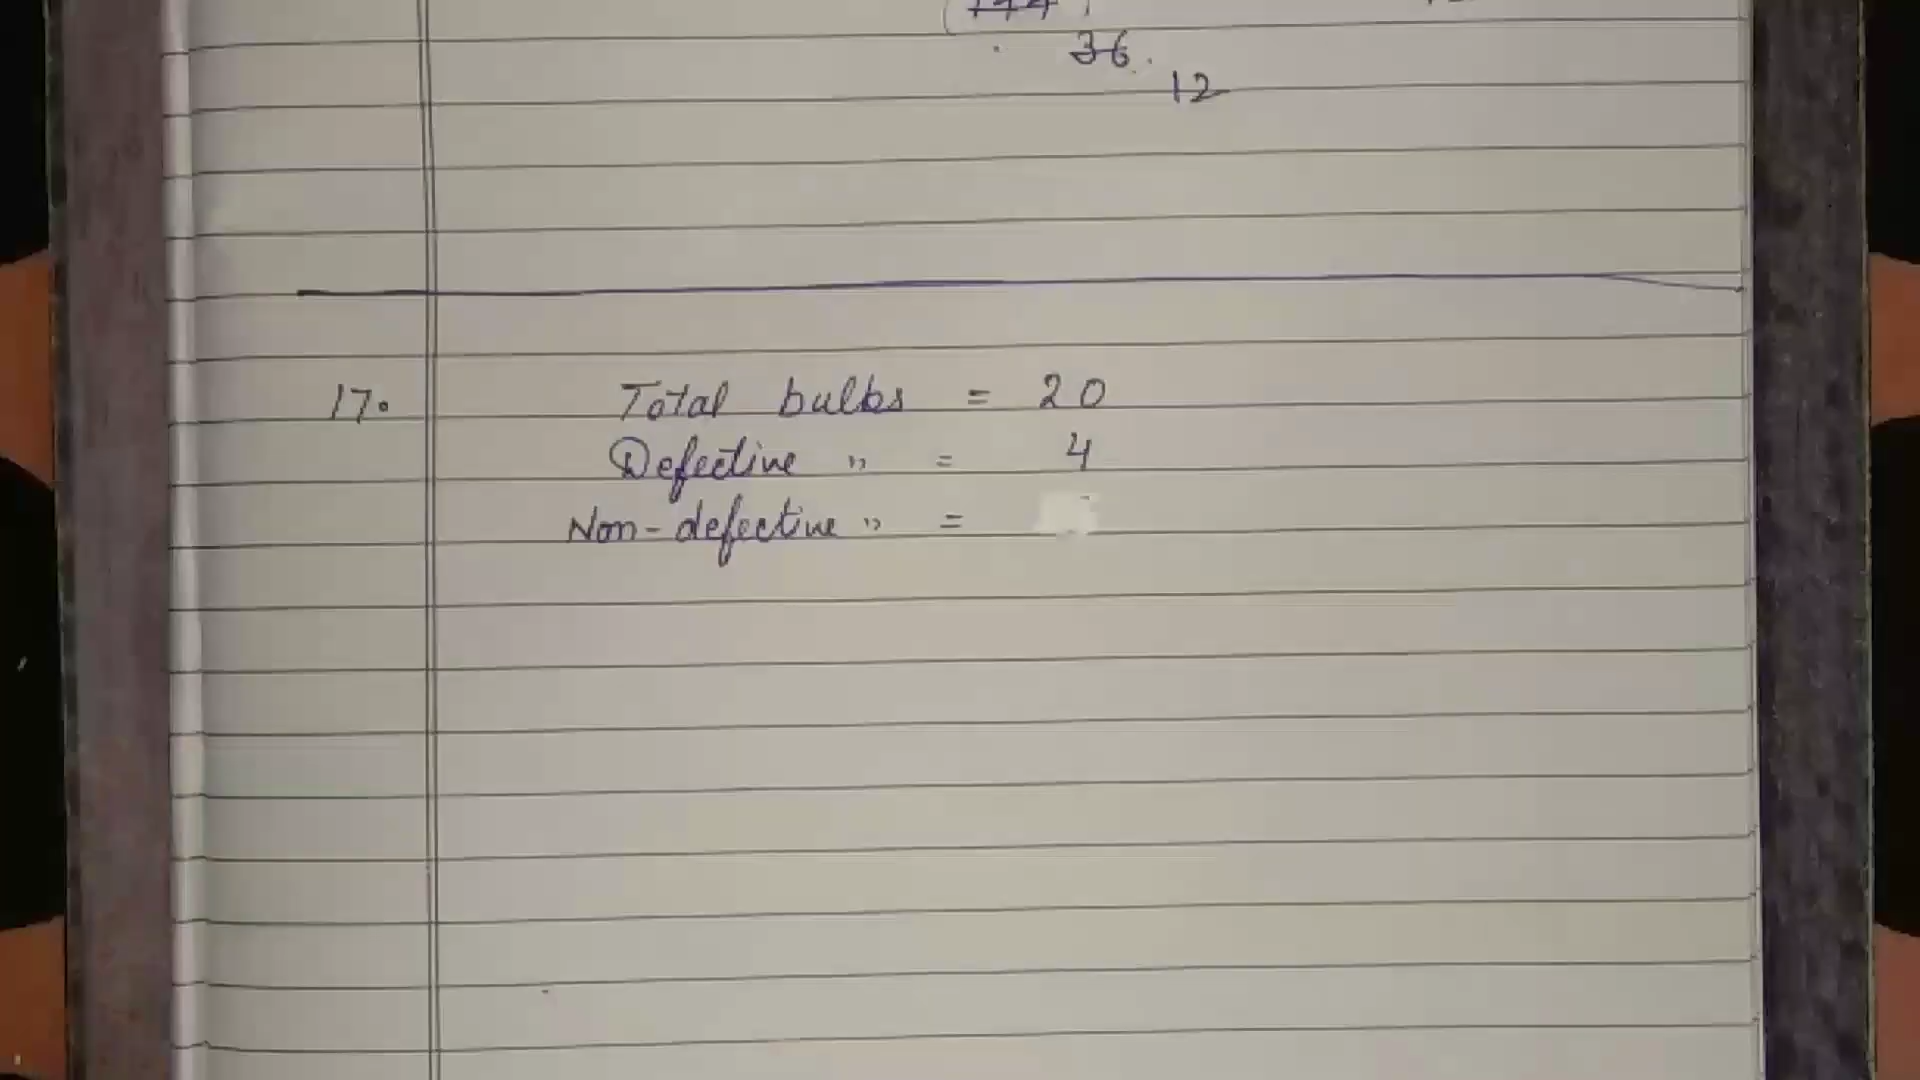 36
12
17. Total bulbs = 20
Defective " = 4
Non-defective " =